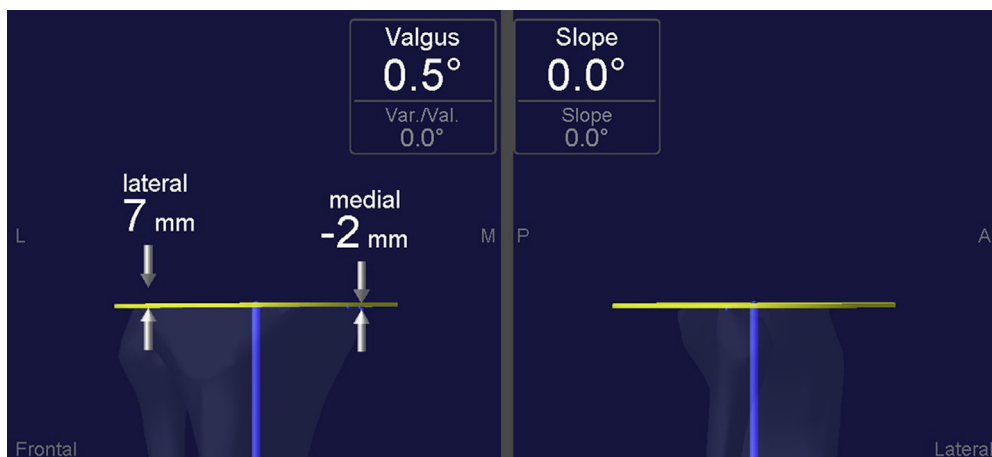 Valgus
0.5°
Var./Val.
0.0°
lateral
7 mm
medial
-2 mm
L
M
Frontal
Slope
0.0°
Slope
0.0°
P
A
Lateral